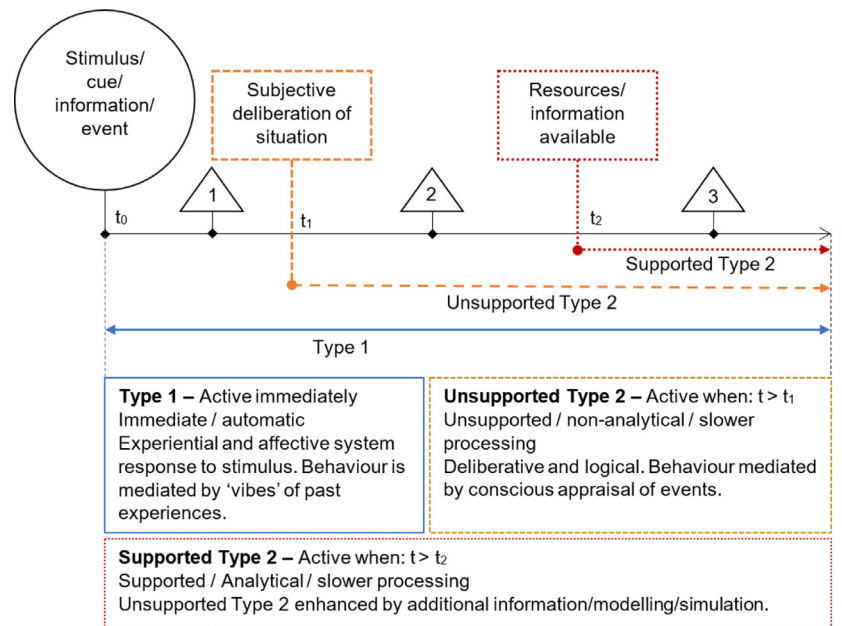 Stimulus/
cue/
information/
event
Subjective
deliberation of
situation
Resources/
information
available
1
2
3
t₀
t₁
t₂
Supported Type 2
Unsupported Type 2
Type 1
Type 1 – Active immediately
Immediate / automatic
Experiential and affective system
response to stimulus. Behaviour is
mediated by ‘vibes’ of past
experiences.
Unsupported Type 2 – Active when: t > t₁
Unsupported / non-analytical / slower
processing
Deliberative and logical. Behaviour mediated
by conscious appraisal of events.
Supported Type 2 – Active when: t > t₂
Supported / Analytical / slower processing
Unsupported Type 2 enhanced by additional information/modelling/simulation.